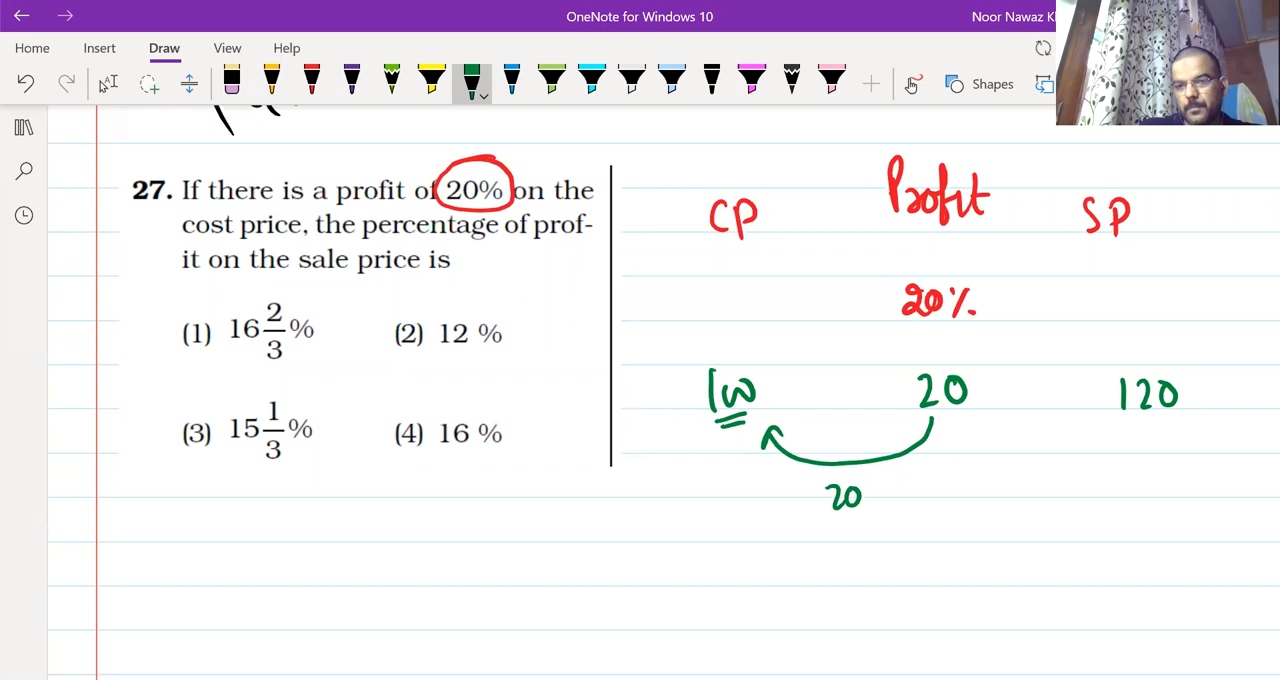 OneNote for Windows 10
Noor Nawaz Kh
Home Insert Draw View Help
Shapes
27. If there is a profit of 20% on the
cost price, the percentage of prof-
it on the sale price is
(1) 16 2/3 % (2) 12 %
(3) 15 1/3 % (4) 16 %
CP Profit SP
20%
100 20 120
20